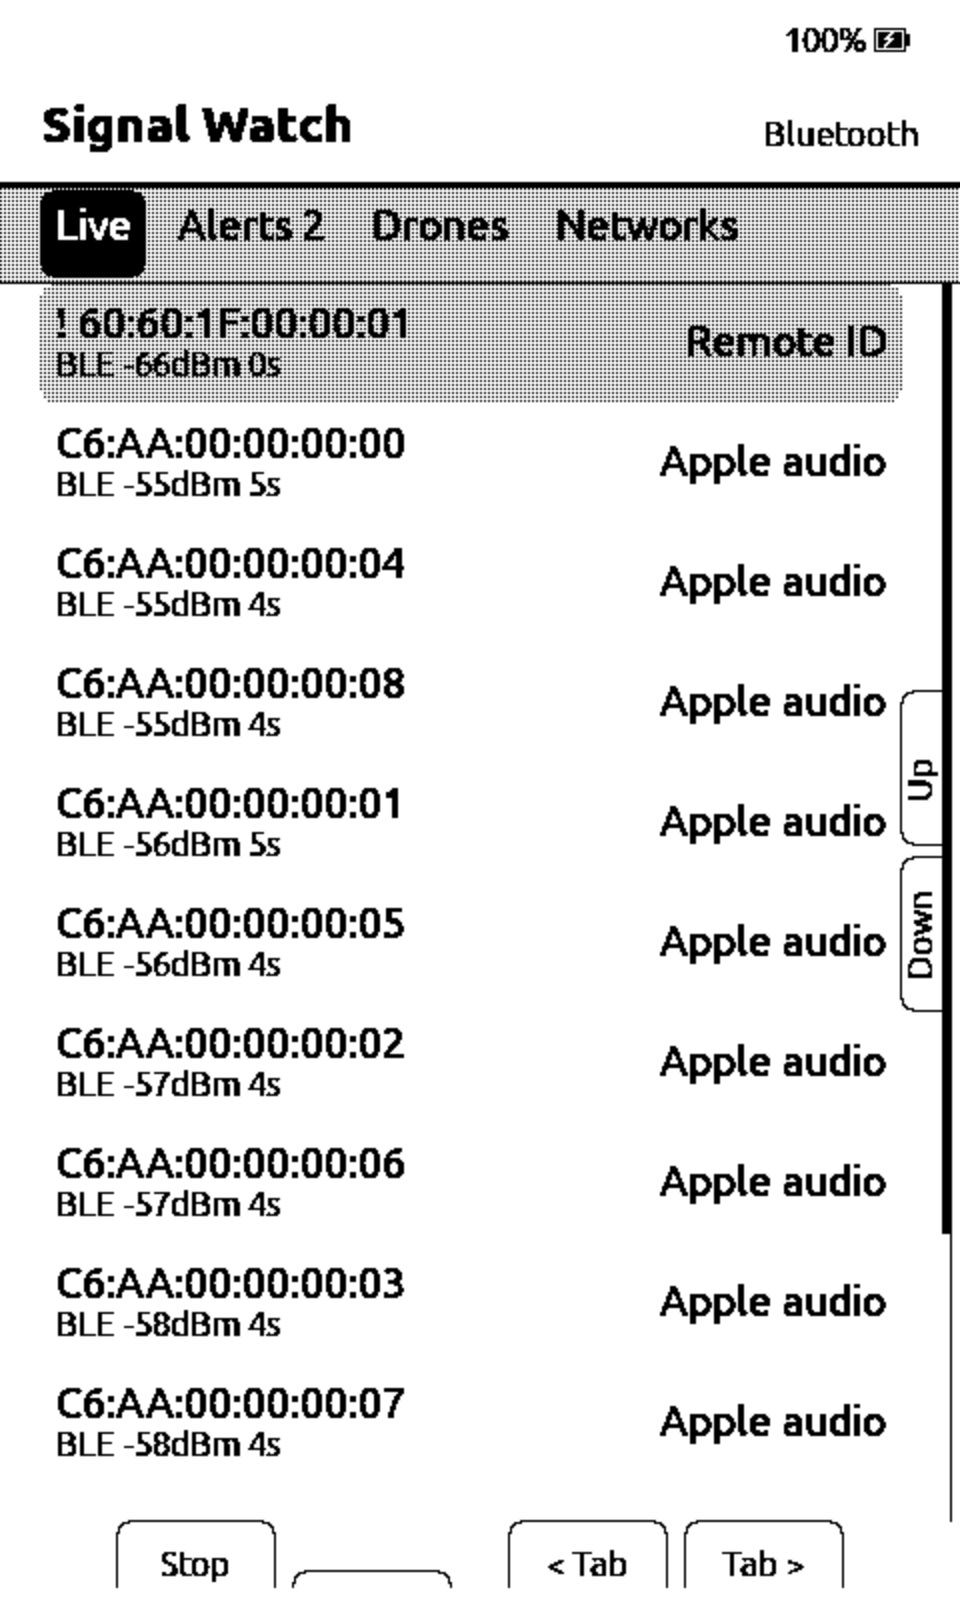 100%
Signal Watch
Bluetooth
Live Alerts 2 Drones Networks
! 60:60:1F:00:00:01
BLE -66dBm 0s
Remote ID
C6:AA:00:00:00:00
BLE -55dBm 5s
Apple audio
C6:AA:00:00:00:04
BLE -55dBm 4s
Apple audio
C6:AA:00:00:00:08
BLE -55dBm 4s
Apple audio
C6:AA:00:00:00:01
BLE -56dBm 5s
Apple audio
C6:AA:00:00:00:05
BLE -56dBm 4s
Apple audio
C6:AA:00:00:00:02
BLE -57dBm 4s
Apple audio
C6:AA:00:00:00:06
BLE -57dBm 4s
Apple audio
C6:AA:00:00:00:03
BLE -58dBm 4s
Apple audio
C6:AA:00:00:00:07
BLE -58dBm 4s
Apple audio
Up
Down
Stop
< Tab
Tab >